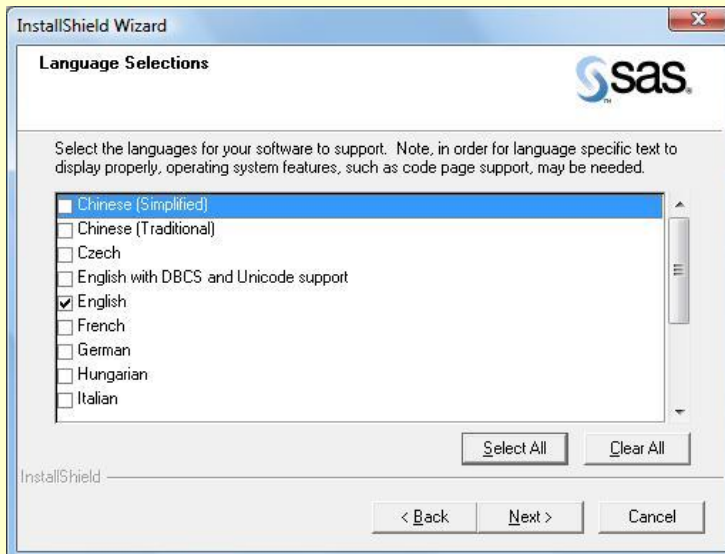 InstallShield Wizard
Language Selections
sas.
TM
Select the languages for your software to support. Note, in order for language specific text to
display properly, operating system features, such as code page support, may be needed.
Chinese (Simplified)
Chinese (Traditional)
Czech
English with DBCS and Unicode support
English
French
German
Hungarian
Italian
Select All
Clear All
InstallShield
< Back
Next >
Cancel